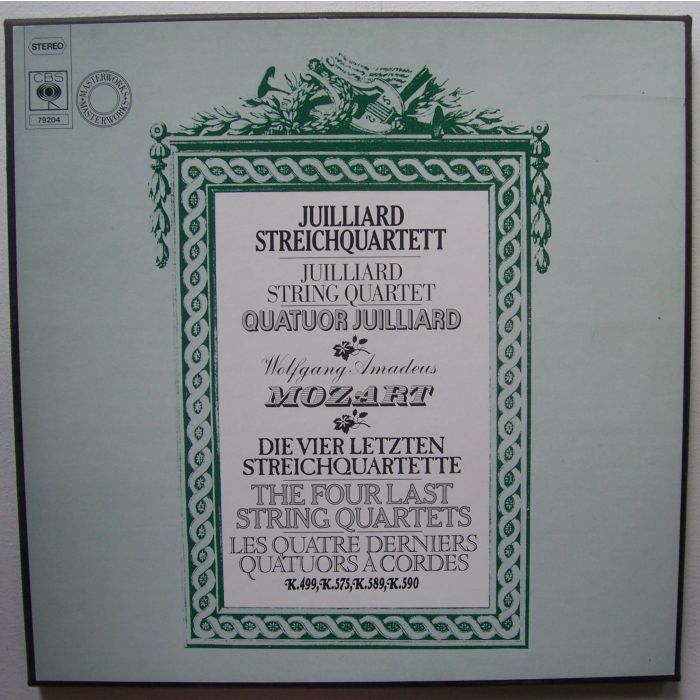 STEREO
CBS
MASTERWORKS • MASTERWORKS •
79204
JUILLIARD
STREICHQUARTETT
JUILLIARD
STRING QUARTET
QUATUOR JUILLIARD
Wolfgang Amadeus
MOZART
DIE VIER LETZTEN
STREICHQUARTETTE
THE FOUR LAST
STRING QUARTETS
LES QUATRE DERNIERS
QUATUORS À CORDES
K.499, K.575, K.589, K.590